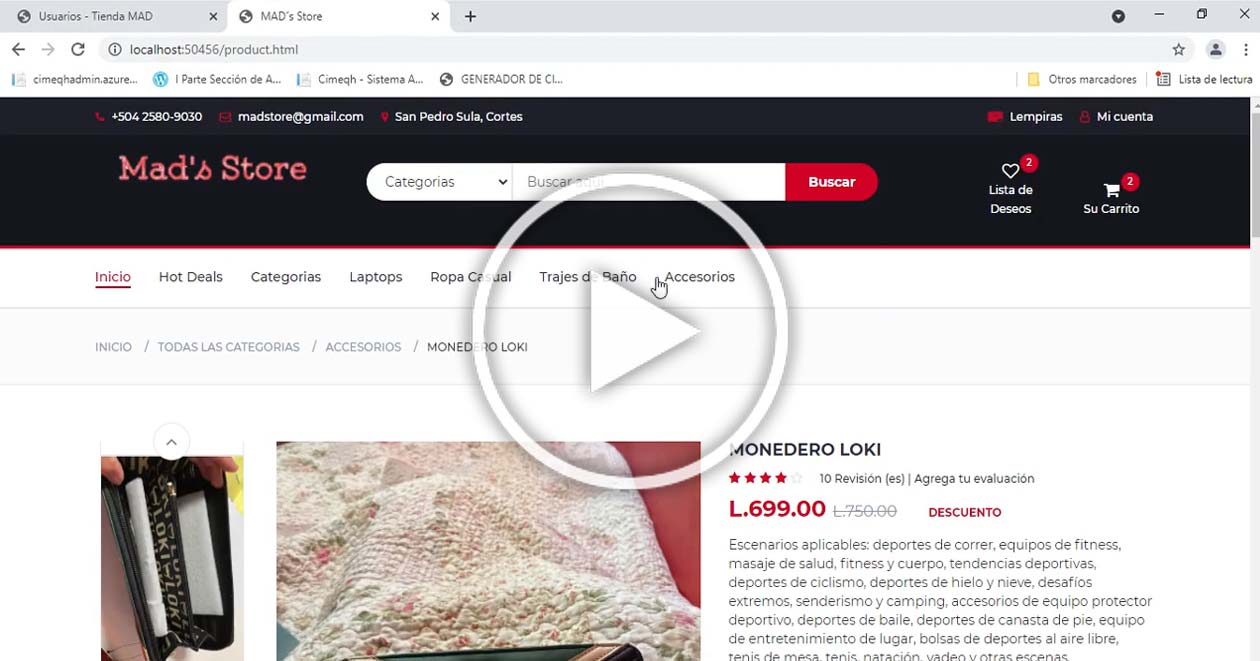 Usuarios - Tienda MAD
MAD´s Store
localhost:50456/product.html
cimeqhadmin.azure...
I Parte Sección de A...
Cimeqh - Sistema A...
GENERADOR DE CI...
Otros marcadores
Lista de lectura
+504 2580-9030
madstore@gmail.com
San Pedro Sula, Cortes
Lempiras
Mi cuenta
Mad's Store
Categorias
Buscar aquí
Buscar
2
Lista de
Deseos
2
Su Carrito
Inicio
Hot Deals
Categorias
Laptops
Ropa Casual
Trajes de Baño
Accesorios
INICIO / TODAS LAS CATEGORIAS / ACCESORIOS / MONEDERO LOKI
MONEDERO LOKI
10 Revisión (es) | Agrega tu evaluación
L.699.00 L.750.00 DESCUENTO
Escenarios aplicables: deportes de correr, equipos de fitness,
masaje de salud, fitness y cuerpo, tendencias deportivas,
deportes de ciclismo, deportes de hielo y nieve, desafíos
extremos, senderismo y camping, accesorios de equipo protector
deportivo, deportes de baile, deportes de canasta de pie, equipo
de entretenimiento de lugar, bolsas de deportes al aire libre,
tenis de mesa, tenis, natación, vadeo y otras escenas.